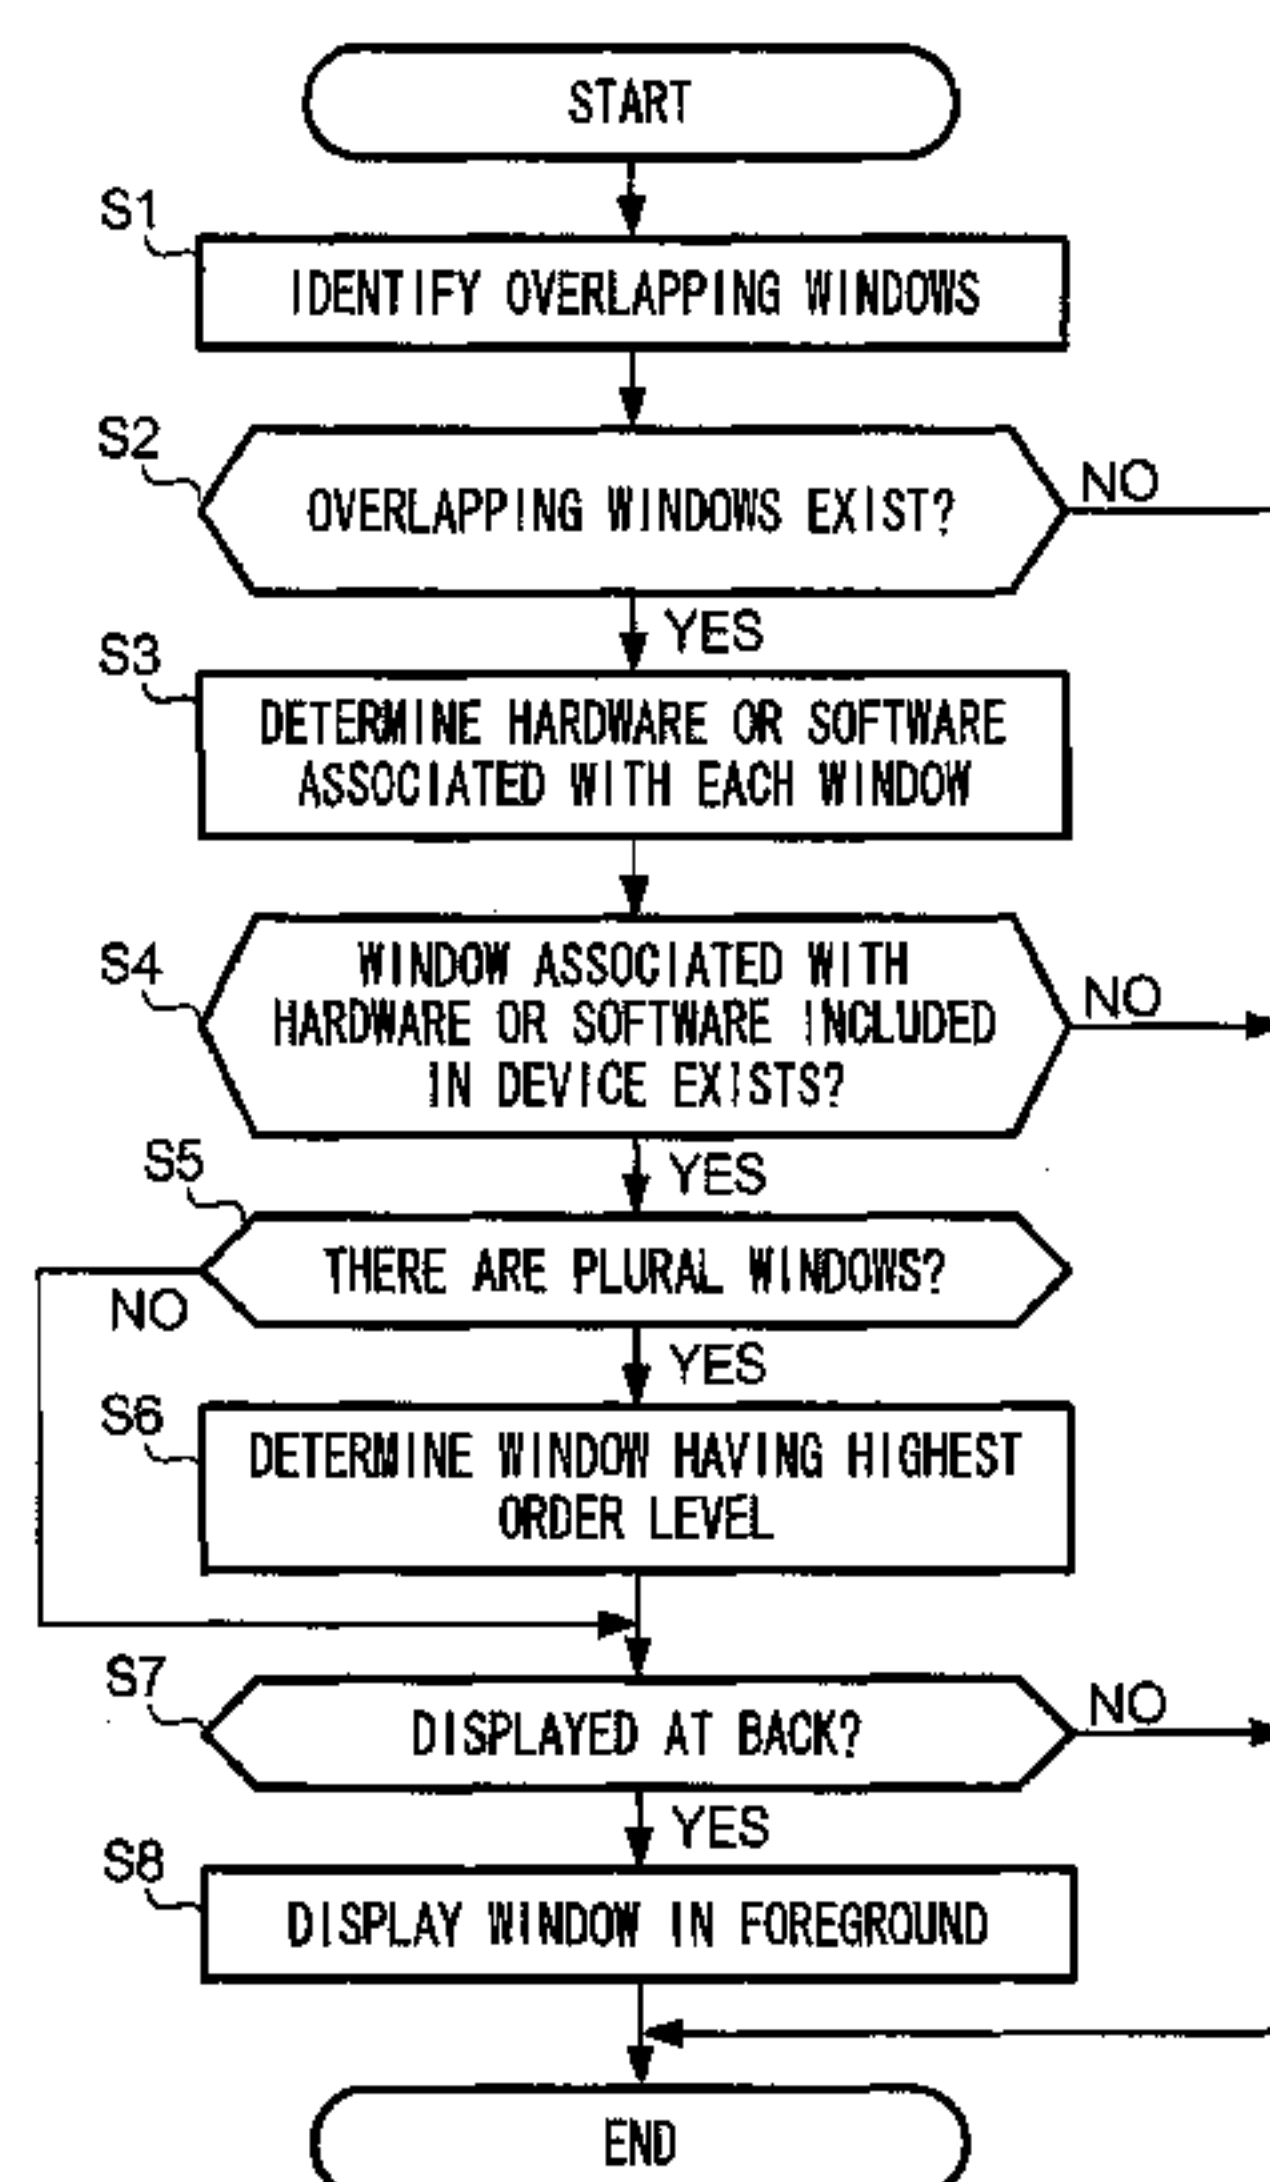 START
S1
IDENTIFY OVERLAPPING WINDOWS
S2
OVERLAPPING WINDOWS EXIST?
NO
YES
S3
DETERMINE HARDWARE OR SOFTWARE
ASSOCIATED WITH EACH WINDOW
S4
WINDOW ASSOCIATED WITH
HARDWARE OR SOFTWARE INCLUDED
IN DEVICE EXISTS?
NO
YES
S5
THERE ARE PLURAL WINDOWS?
NO
YES
S6
DETERMINE WINDOW HAVING HIGHEST
ORDER LEVEL
S7
DISPLAYED AT BACK?
NO
YES
S8
DISPLAY WINDOW IN FOREGROUND
END